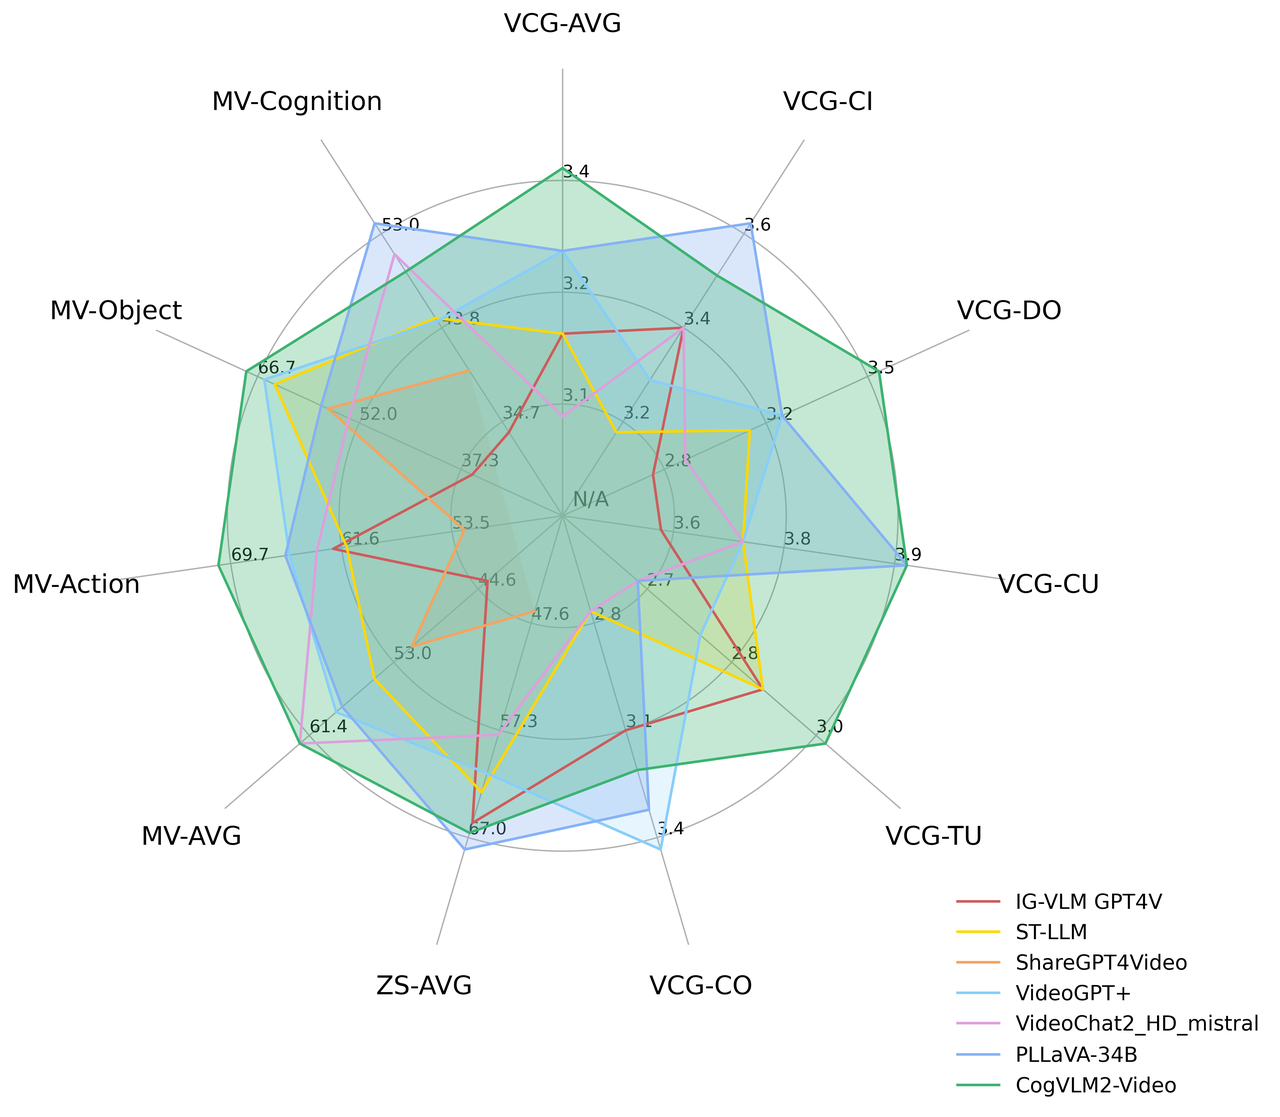 VCG-AVG
MV-Cognition
VCG-CI
3.4
53.0
3.6
MV-Object
VCG-DO
3.2
43.8
3.4
66.7
3.5
3.1
52.0
34.7
3.2
3.2
37.3
2.8
N/A
53.5
3.6
61.6
3.8
69.7
3.9
MV-Action
VCG-CU
44.6
2.7
47.6
2.8
53.0
2.8
57.3
3.1
61.4
3.0
MV-AVG
VCG-TU
67.0
3.4
ZS-AVG
VCG-CO
IG-VLM GPT4V
ST-LLM
ShareGPT4Video
VideoGPT+
VideoChat2_HD_mistral
PLLaVA-34B
CogVLM2-Video